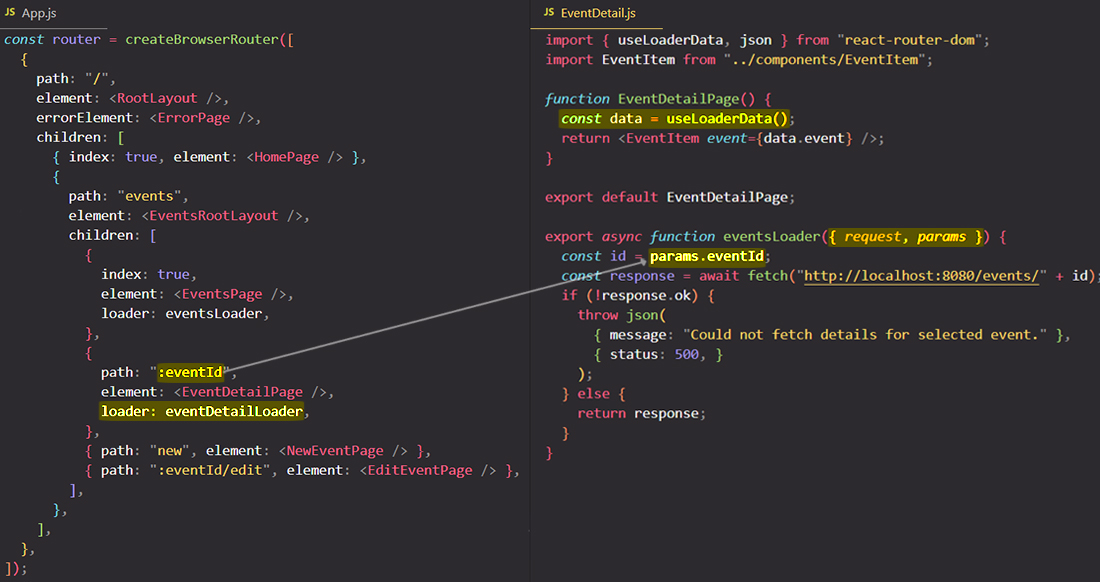 JS App.js
const router = createBrowserRouter([
{
path: "/",
element: <RootLayout />,
errorElement: <ErrorPage />,
children: [
{ index: true, element: <HomePage /> },
{
path: "events",
element: <EventsRootLayout />,
children: [
{
index: true,
element: <EventsPage />,
loader: eventsLoader,
},
{
path: ":eventId",
element: <EventDetailPage />,
loader: eventDetailLoader,
},
{ path: "new", element: <NewEventPage /> },
{ path: ":eventId/edit", element: <EditEventPage /> },
],
},
],
},
]);
JS EventDetail.js
import { useLoaderData, json } from "react-router-dom";
import EventItem from "../components/EventItem";
function EventDetailPage() {
const data = useLoaderData();
return <EventItem event={data.event} />;
}
export default EventDetailPage;
export async function eventsLoader({ request, params }) {
const id = params.eventId;
const response = await fetch("http://localhost:8080/events/" + id);
if (!response.ok) {
throw json(
{ message: "Could not fetch details for selected event." },
{ status: 500, }
);
} else {
return response;
}
}